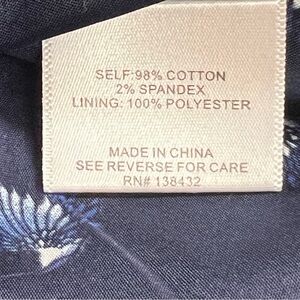 SELF:98% COTTON
2% SPANDEX
LINING: 100% POLYESTER
MADE IN CHINA
SEE REVERSE FOR CARE
RN# 138432